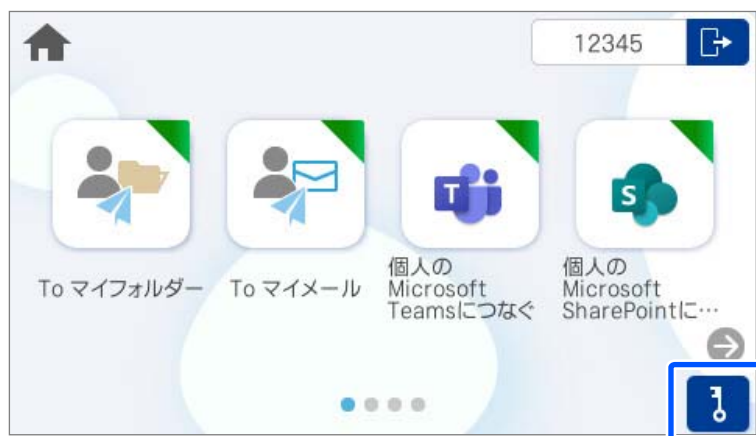 12345
To マイフォルダー
To マイメール
個人の
Microsoft
Teamsにつなぐ
個人の
Microsoft
SharePointに…
T
S